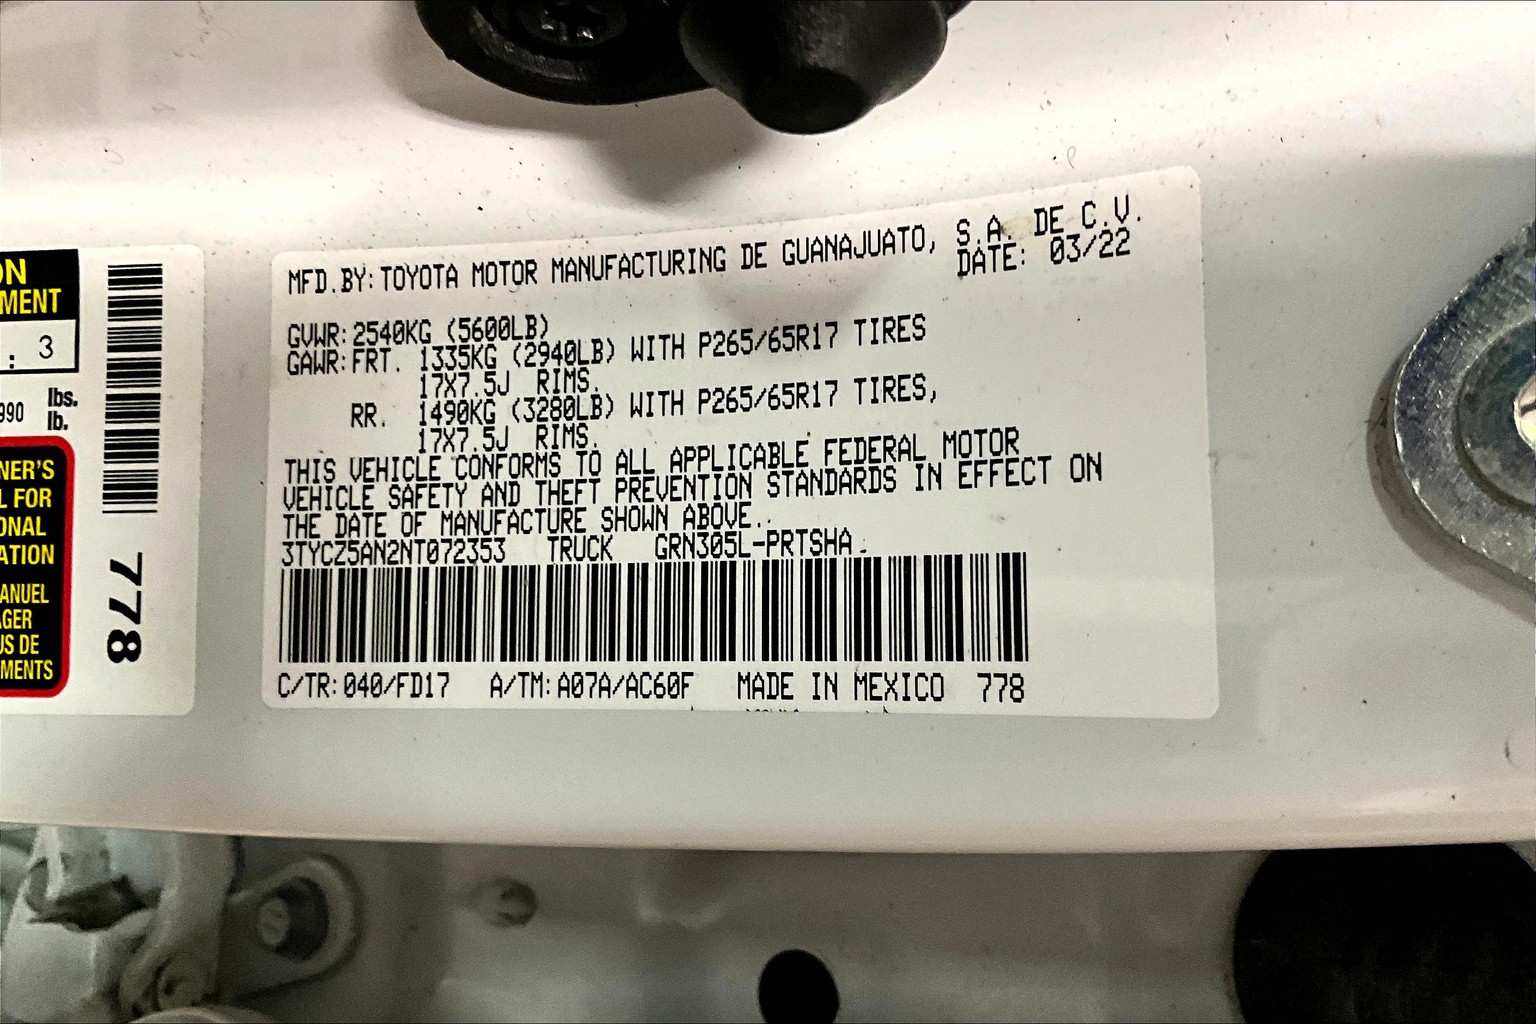 ON
MENT
: 3
990 lbs.
lb.
NER'S
L FOR
ONAL
ATION
ANUEL
GER
US DE
MENTS
778
MFD.BY:TOYOTA MOTOR MANUFACTURING DE GUANAJUATO, S.A. DE C.V.
DATE: 03/22
GVWR:2540KG (5600LB)
GAWR:FRT. 1335KG (2940LB) WITH P265/65R17 TIRES
17X7.5J RIMS.
RR. 1490KG (3280LB) WITH P265/65R17 TIRES,
17X7.5J RIMS.
THIS VEHICLE CONFORMS TO ALL APPLICABLE FEDERAL MOTOR
VEHICLE SAFETY AND THEFT PREVENTION STANDARDS IN EFFECT ON
THE DATE OF MANUFACTURE SHOWN ABOVE.
3TYCZ5AN2NT072353 TRUCK GRN305L-PRTSHA
C/TR:040/FD17 A/TM:A07A/AC60F MADE IN MEXICO 778